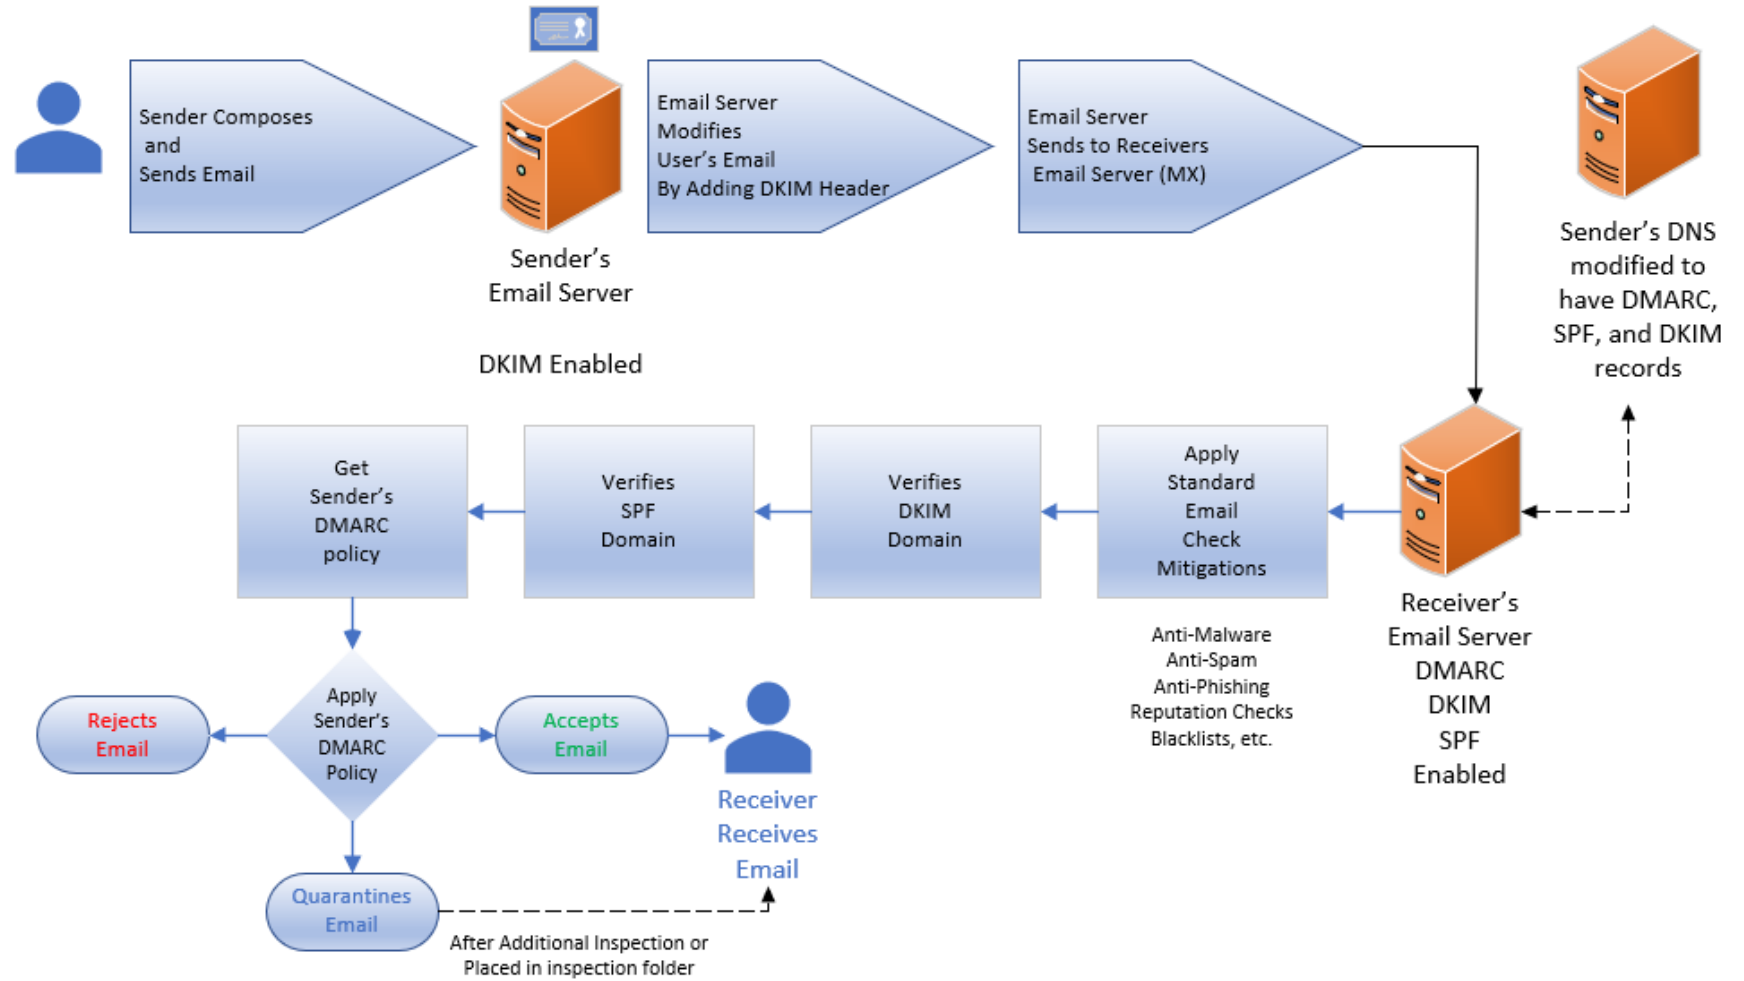 Sender Composes
and
Sends Email
Sender's
Email Server
DKIM Enabled
Email Server
Modifies
User's Email
By Adding DKIM Header
Email Server
Sends to Receivers
Email Server (MX)
Sender's DNS
modified to
have DMARC,
SPF, and DKIM
records
Receiver's
Email Server
DMARC
DKIM
SPF
Enabled
Apply
Standard
Email
Check
Mitigations
Anti-Malware
Anti-Spam
Anti-Phishing
Reputation Checks
Blacklists, etc.
Verifies
DKIM
Domain
Verifies
SPF
Domain
Get
Sender's
DMARC
policy
Apply
Sender's
DMARC
Policy
Rejects
Email
Accepts
Email
Receiver
Receives
Email
Quarantines
Email
After Additional Inspection or
Placed in inspection folder